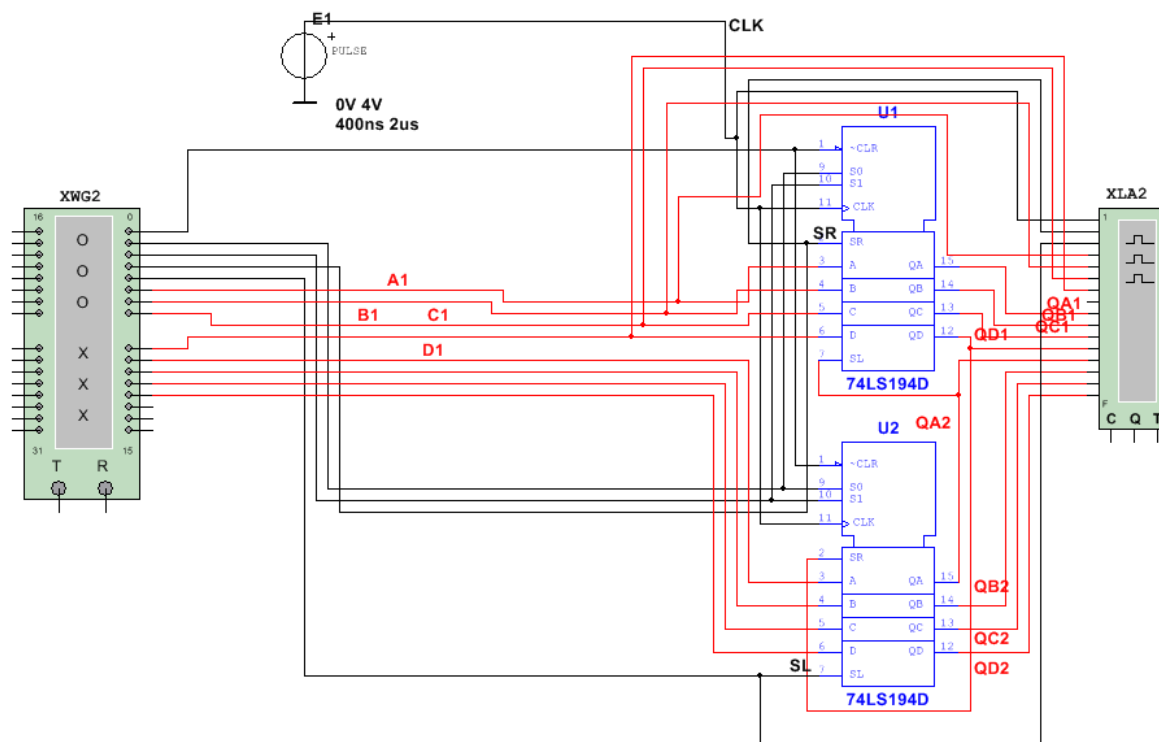 E1
CLK
PULSE
0V 4V
400ns 2us
U1
1
~CLR
XWG2
9
S0
10
S1
XLA2
16
0
11
CLK
1
O
SR
SR
O
3
A
QA
15
A1
4
B
QB
14
O
QA1
B1
C1
5
C
QC
13
QB1
QC1
6
D
QD
12
QD1
X
D1
7
SL
X
74LS194D
F
X
QA2
C Q T
U2
31
15
1
~CLR
T
R
9
S0
10
S1
11
CLK
2
SR
3
A
QA
15
QB2
4
B
QB
14
5
C
QC
13
QC2
6
D
QD
12
SL
QD2
SL
74LS194D